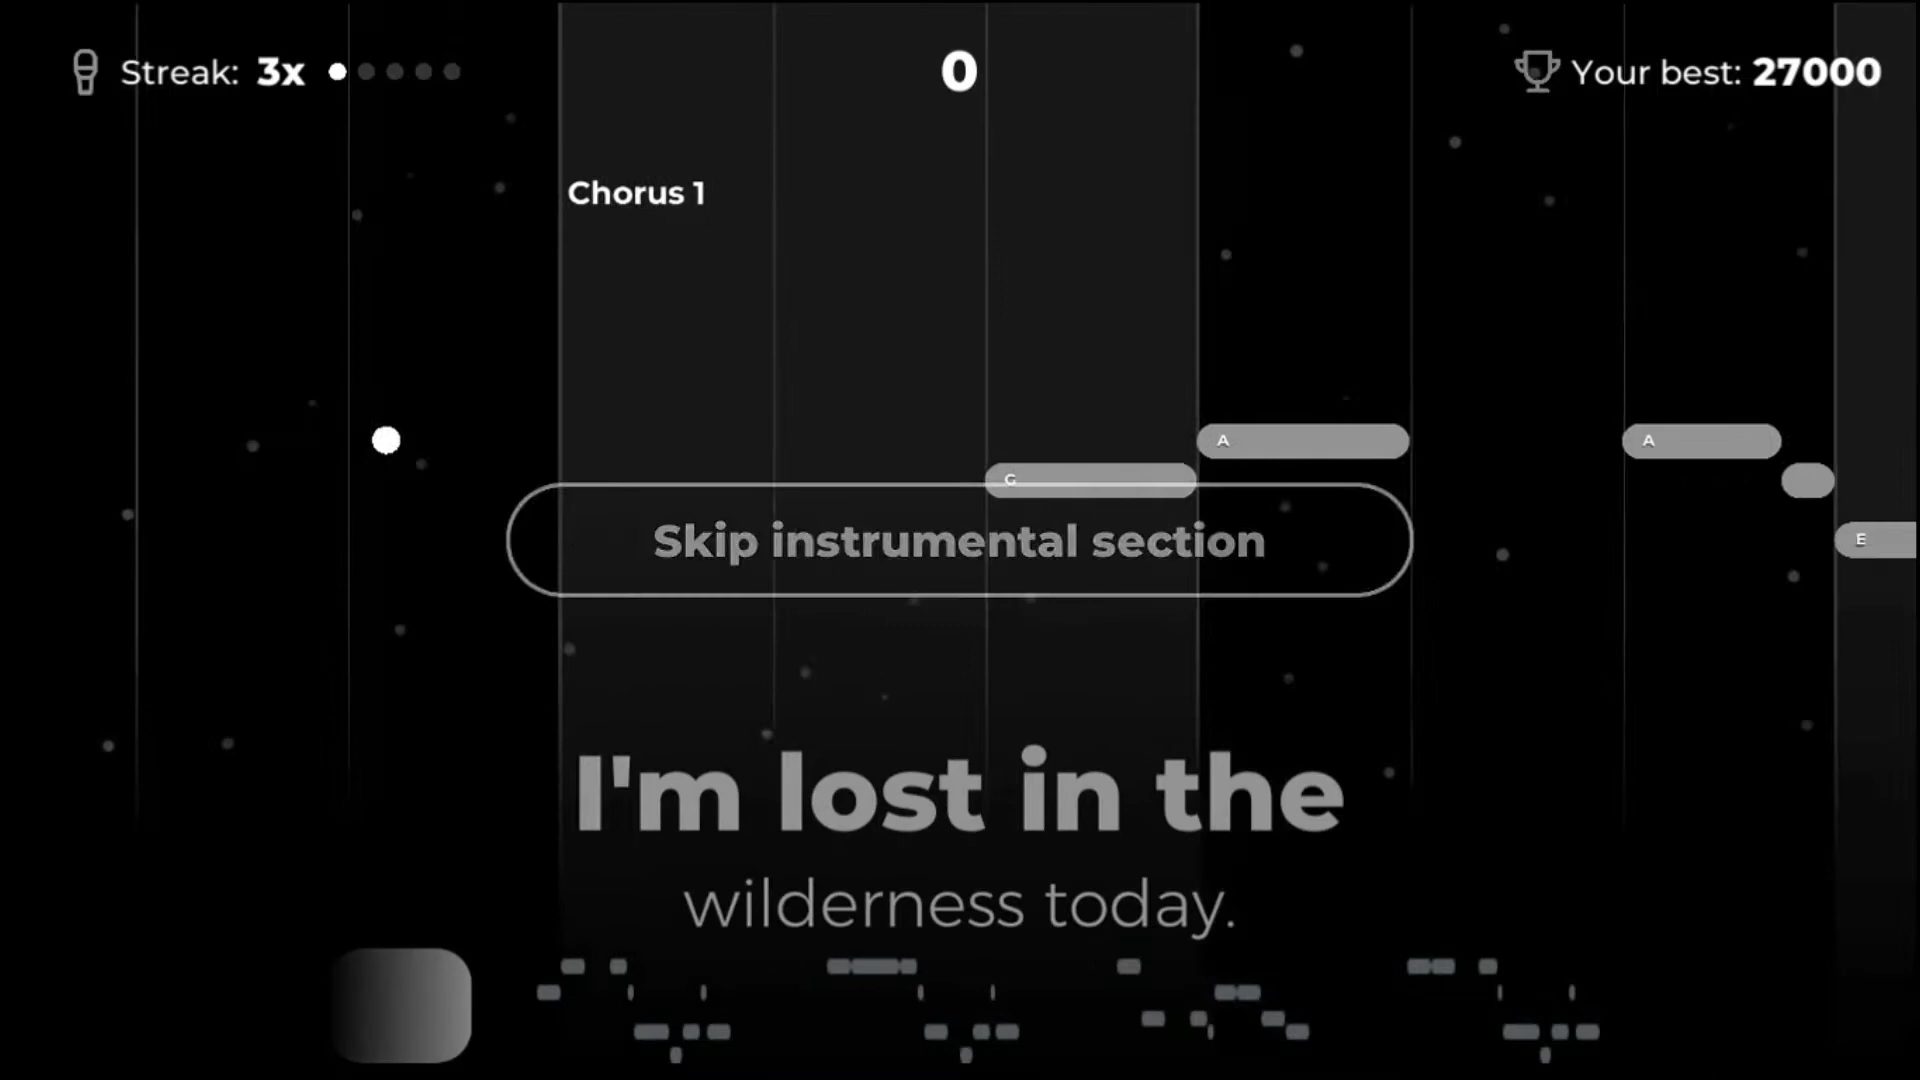 Streak: 3x
0
Your best: 27000
Chorus 1
A
A
G
Skip instrumental section
E
I'm lost in the
wilderness today.